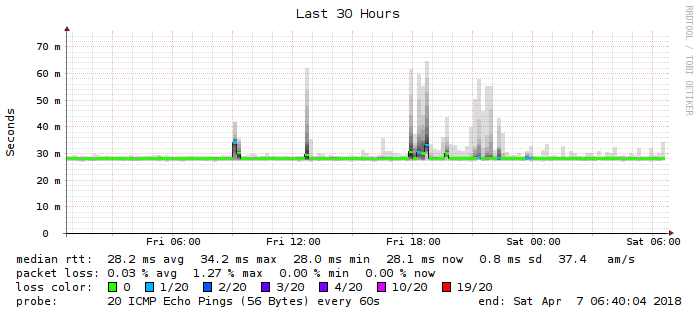 Last 30 Hours
RRDTOOL / TOBI OETIKER
Seconds
70 m
60 m
50 m
40 m
30 m
20 m
10 m
0
Fri 06:00 Fri 12:00 Fri 18:00 Sat 00:00 Sat 06:00
median rtt: 28.2 ms avg 34.2 ms max 28.0 ms min 28.1 ms now 0.8 ms sd 37.4 am/s
packet loss: 0.03 % avg 1.27 % max 0.00 % min 0.00 % now
loss color: 0 1/20 2/20 3/20 4/20 10/20 19/20
probe: 20 ICMP Echo Pings (56 Bytes) every 60s end: Sat Apr 7 06:40:04 2018